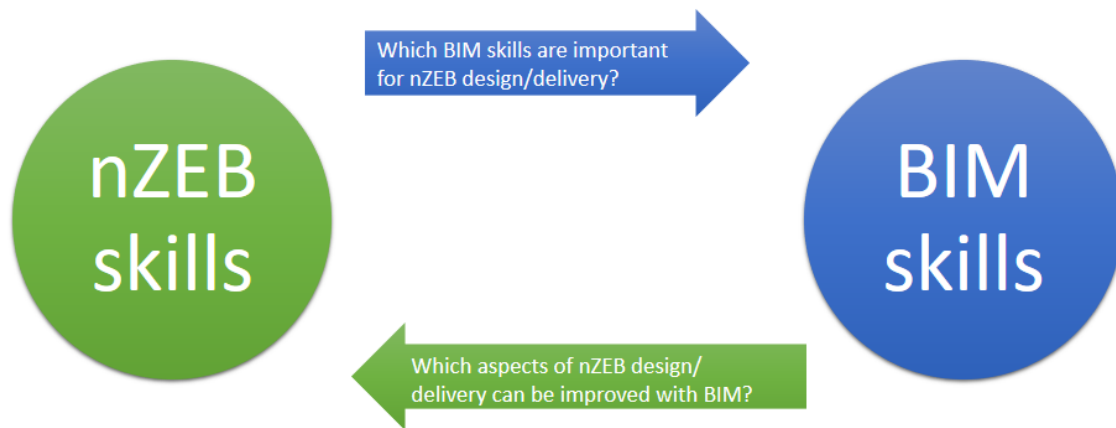 Which BIM skills are important
for nZEB design/delivery?
nZEB
skills
BIM
skills
Which aspects of nZEB design/
delivery can be improved with BIM?